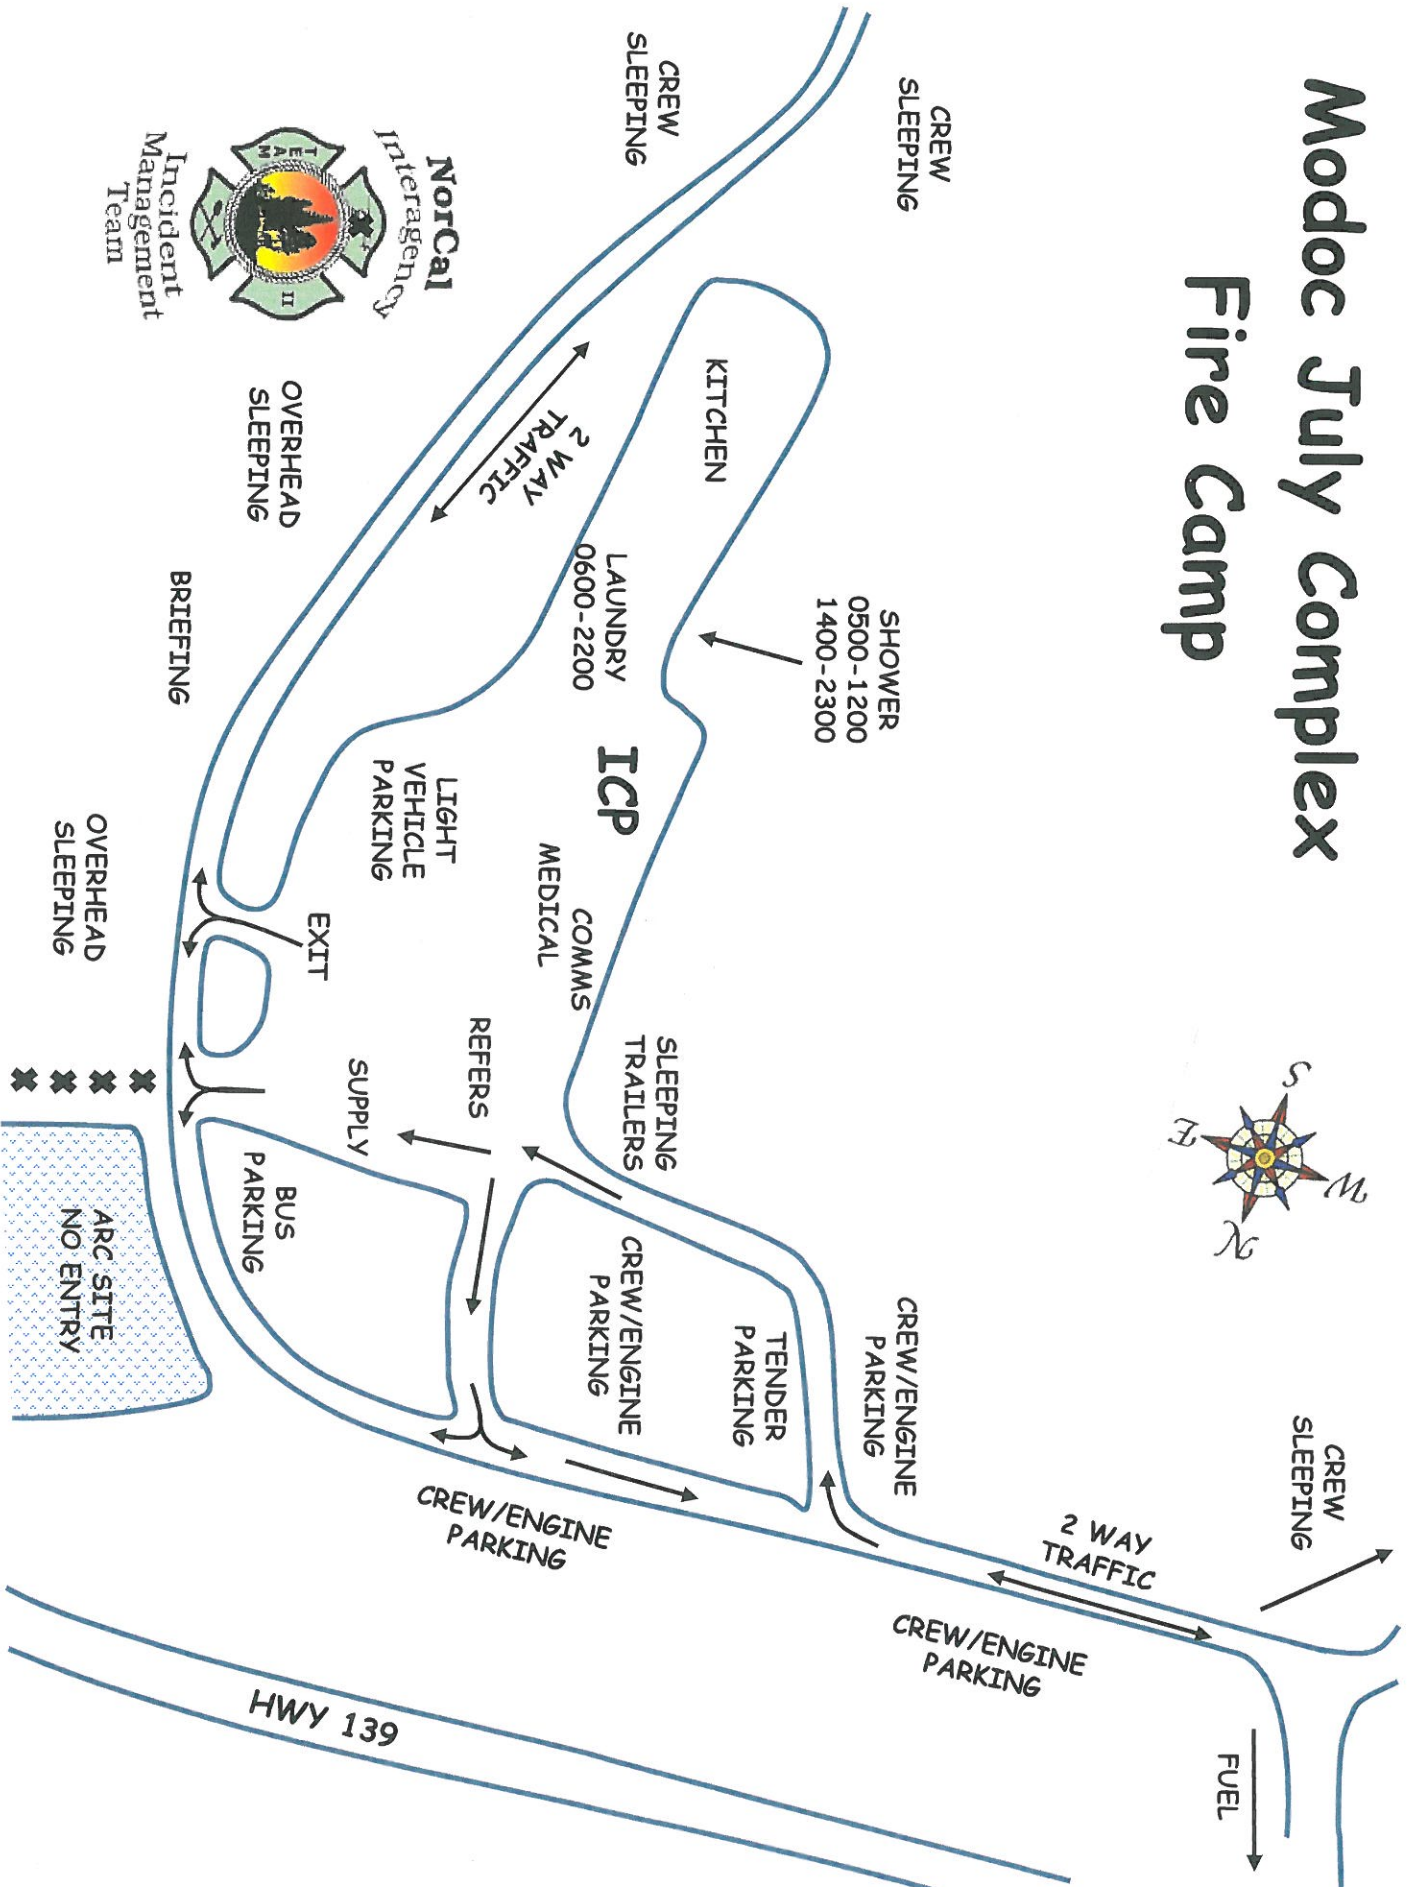 Modoc July Complex
Fire Camp
S
W
E
N
CREW
SLEEPING
CREW
SLEEPING
KITCHEN
SHOWER
0500-1200
1400-2300
2 WAY
TRAFFIC
LAUNDRY
0600-2200
ICP
LIGHT
VEHICLE
PARKING
MEDICAL
COMMS
SLEEPING
TRAILERS
REFERS
SUPPLY
EXIT
BUS
PARKING
CREW/ENGINE
PARKING
TENDER
PARKING
CREW/ENGINE
PARKING
CREW
SLEEPING
2 WAY
TRAFFIC
CREW/ENGINE
PARKING
CREW/ENGINE
PARKING
FUEL
HWY 139
NorCal
Interagency
TEAM
II
Incident
Management
Team
OVERHEAD
SLEEPING
BRIEFING
OVERHEAD
SLEEPING
ARC SITE
NO ENTRY